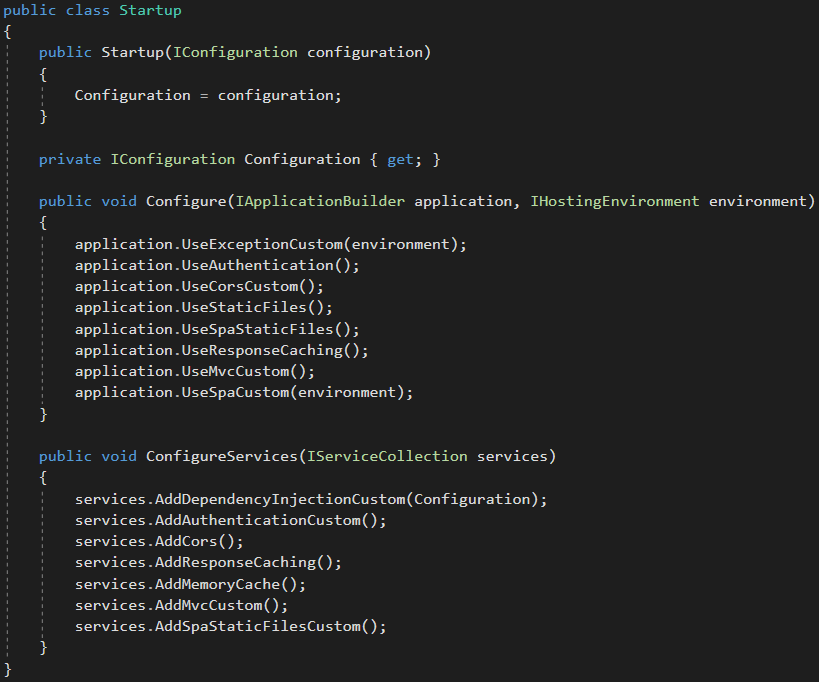 public class Startup
{
    public Startup(IConfiguration configuration)
    {
        Configuration = configuration;
    }

    private IConfiguration Configuration { get; }

    public void Configure(IApplicationBuilder application, IHostingEnvironment environment)
    {
        application.UseExceptionCustom(environment);
        application.UseAuthentication();
        application.UseCorsCustom();
        application.UseStaticFiles();
        application.UseSpaStaticFiles();
        application.UseResponseCaching();
        application.UseMvcCustom();
        application.UseSpaCustom(environment);
    }

    public void ConfigureServices(IServiceCollection services)
    {
        services.AddDependencyInjectionCustom(Configuration);
        services.AddAuthenticationCustom();
        services.AddCors();
        services.AddResponseCaching();
        services.AddMemoryCache();
        services.AddMvcCustom();
        services.AddSpaStaticFilesCustom();
    }
}